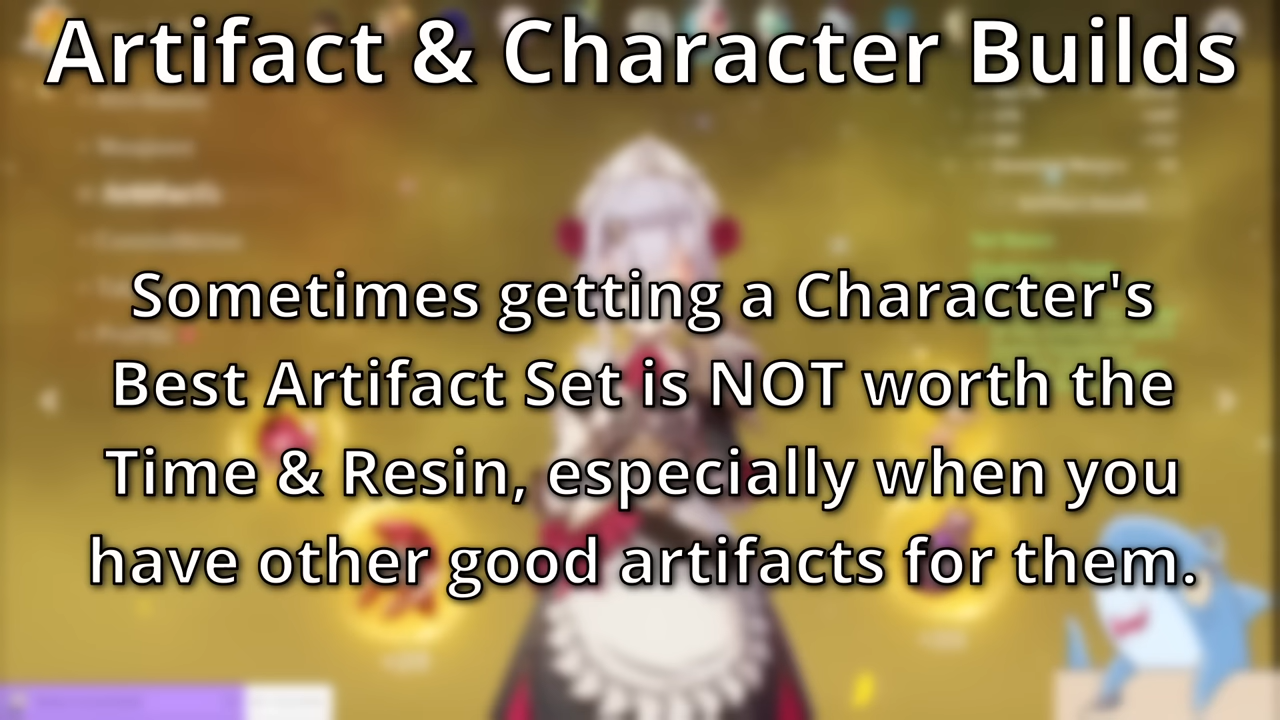 Artifact & Character Builds
Sometimes getting a Character's
Best Artifact Set is NOT worth the
Time & Resin, especially when you
have other good artifacts for them.